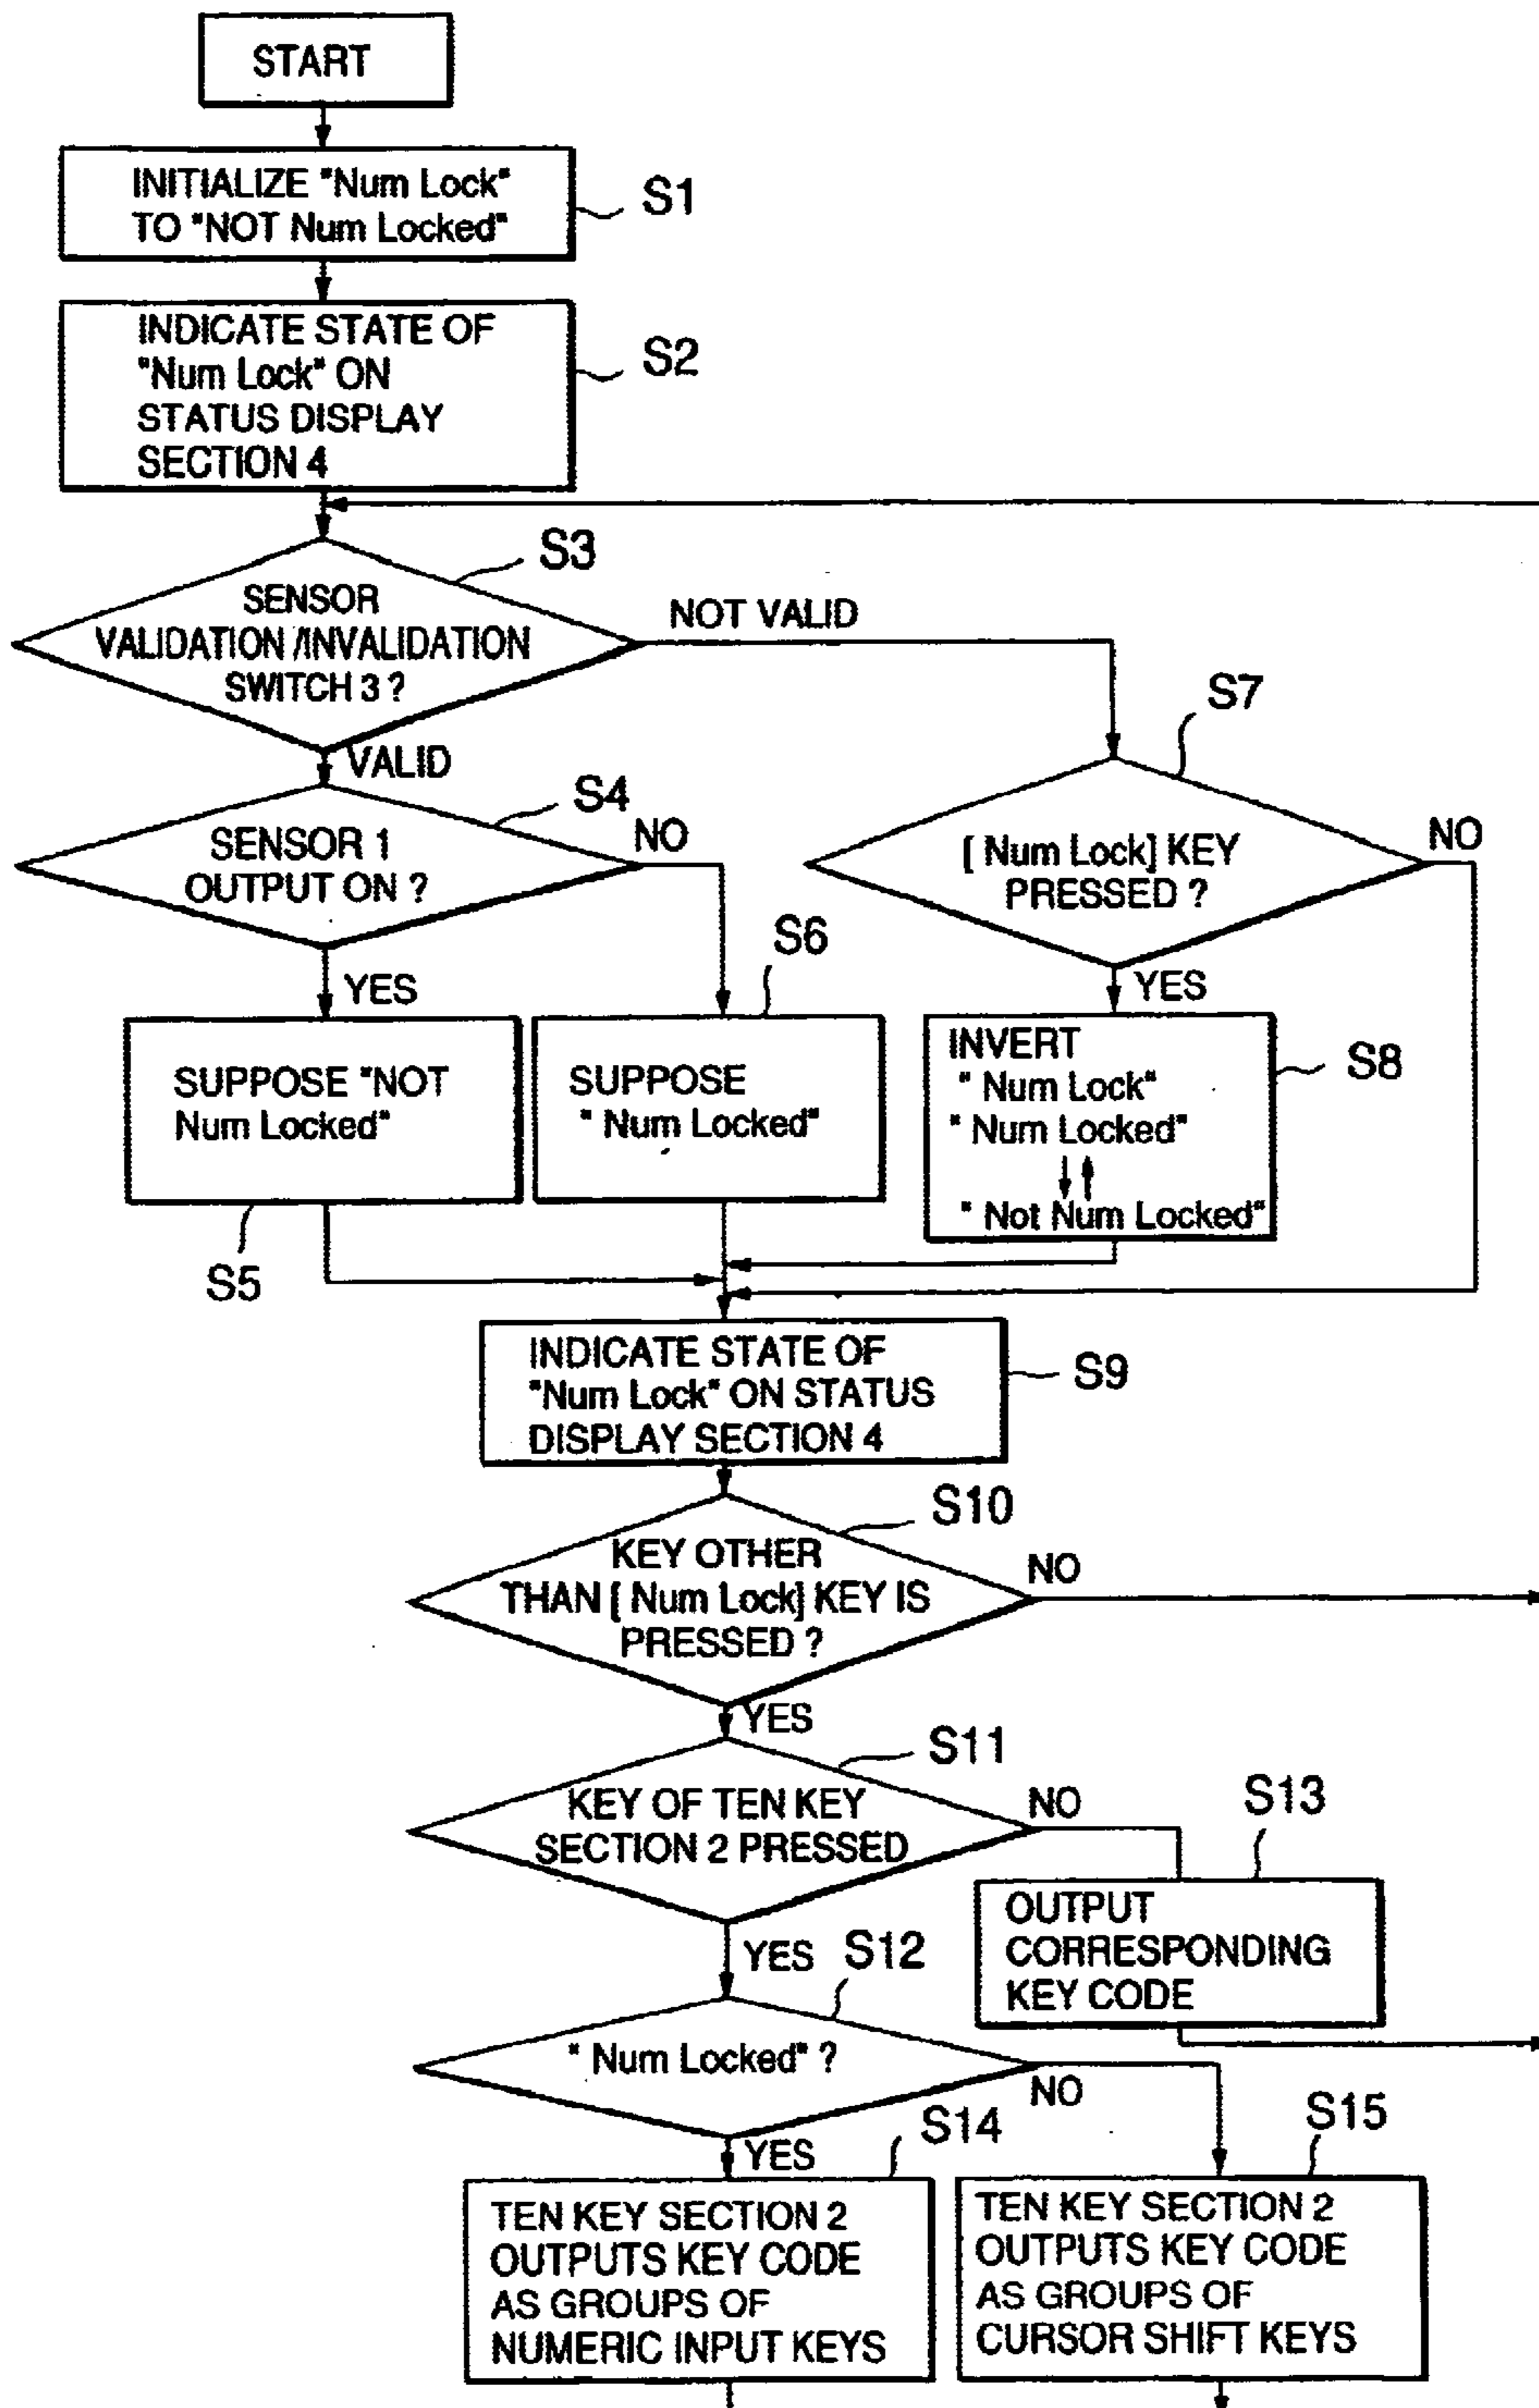 START
INITIALIZE "Num Lock"
TO "NOT Num Locked"
S1
INDICATE STATE OF
"Num Lock" ON
STATUS DISPLAY
SECTION 4
S2
S3
SENSOR
VALIDATION /INVALIDATION
SWITCH 3 ?
NOT VALID
VALID
S7
S4
SENSOR 1
OUTPUT ON ?
NO
[ Num Lock] KEY
PRESSED ?
NO
YES
S6
YES
SUPPOSE "NOT
Num Locked"
S5
SUPPOSE
" Num Locked"
INVERT
" Num Lock"
" Num Locked"
↓↑
" Not Num Locked"
S8
INDICATE STATE OF
"Num Lock" ON STATUS
DISPLAY SECTION 4
S9
S10
KEY OTHER
THAN [ Num Lock] KEY IS
PRESSED ?
NO
YES
S11
KEY OF TEN KEY
SECTION 2 PRESSED
NO
S13
OUTPUT
CORRESPONDING
KEY CODE
YES
S12
" Num Locked" ?
NO
YES
S14
TEN KEY SECTION 2
OUTPUTS KEY CODE
AS GROUPS OF
NUMERIC INPUT KEYS
S15
TEN KEY SECTION 2
OUTPUTS KEY CODE
AS GROUPS OF
CURSOR SHIFT KEYS